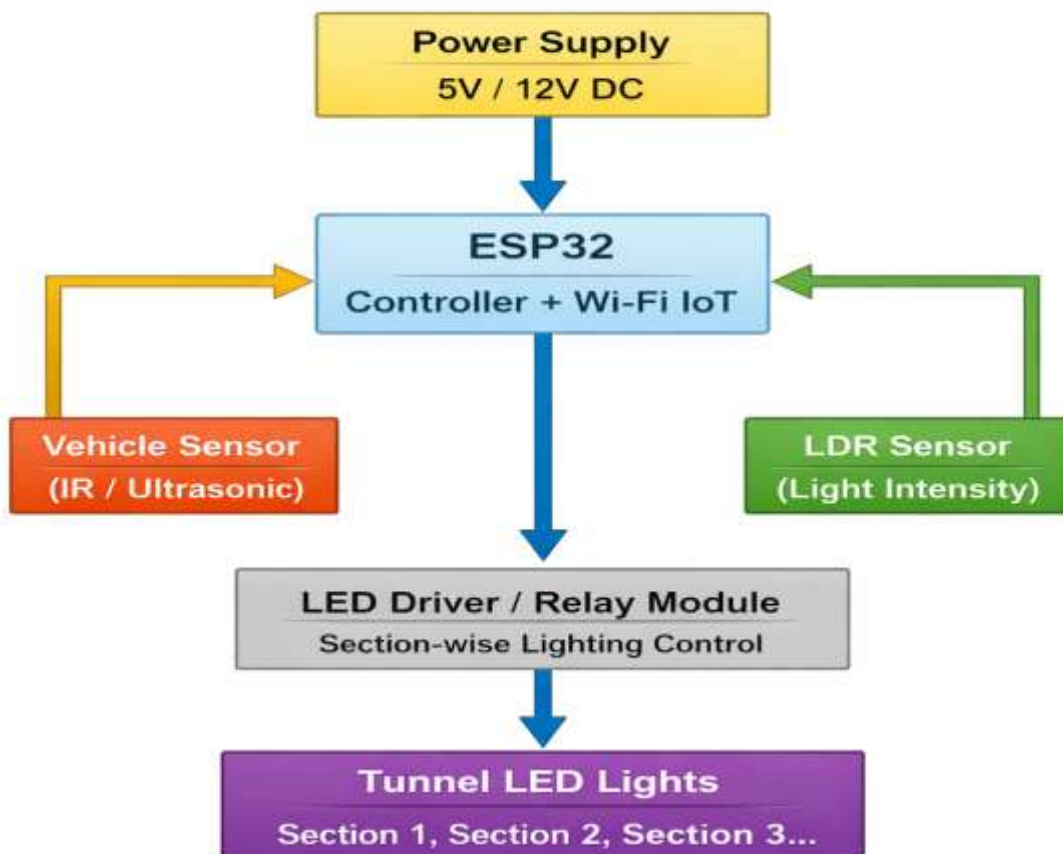 Power Supply
5V / 12V DC
ESP32
Controller + Wi-Fi IoT
Vehicle Sensor
(IR / Ultrasonic)
LDR Sensor
(Light Intensity)
LED Driver / Relay Module
Section-wise Lighting Control
Tunnel LED Lights
Section 1, Section 2, Section 3...